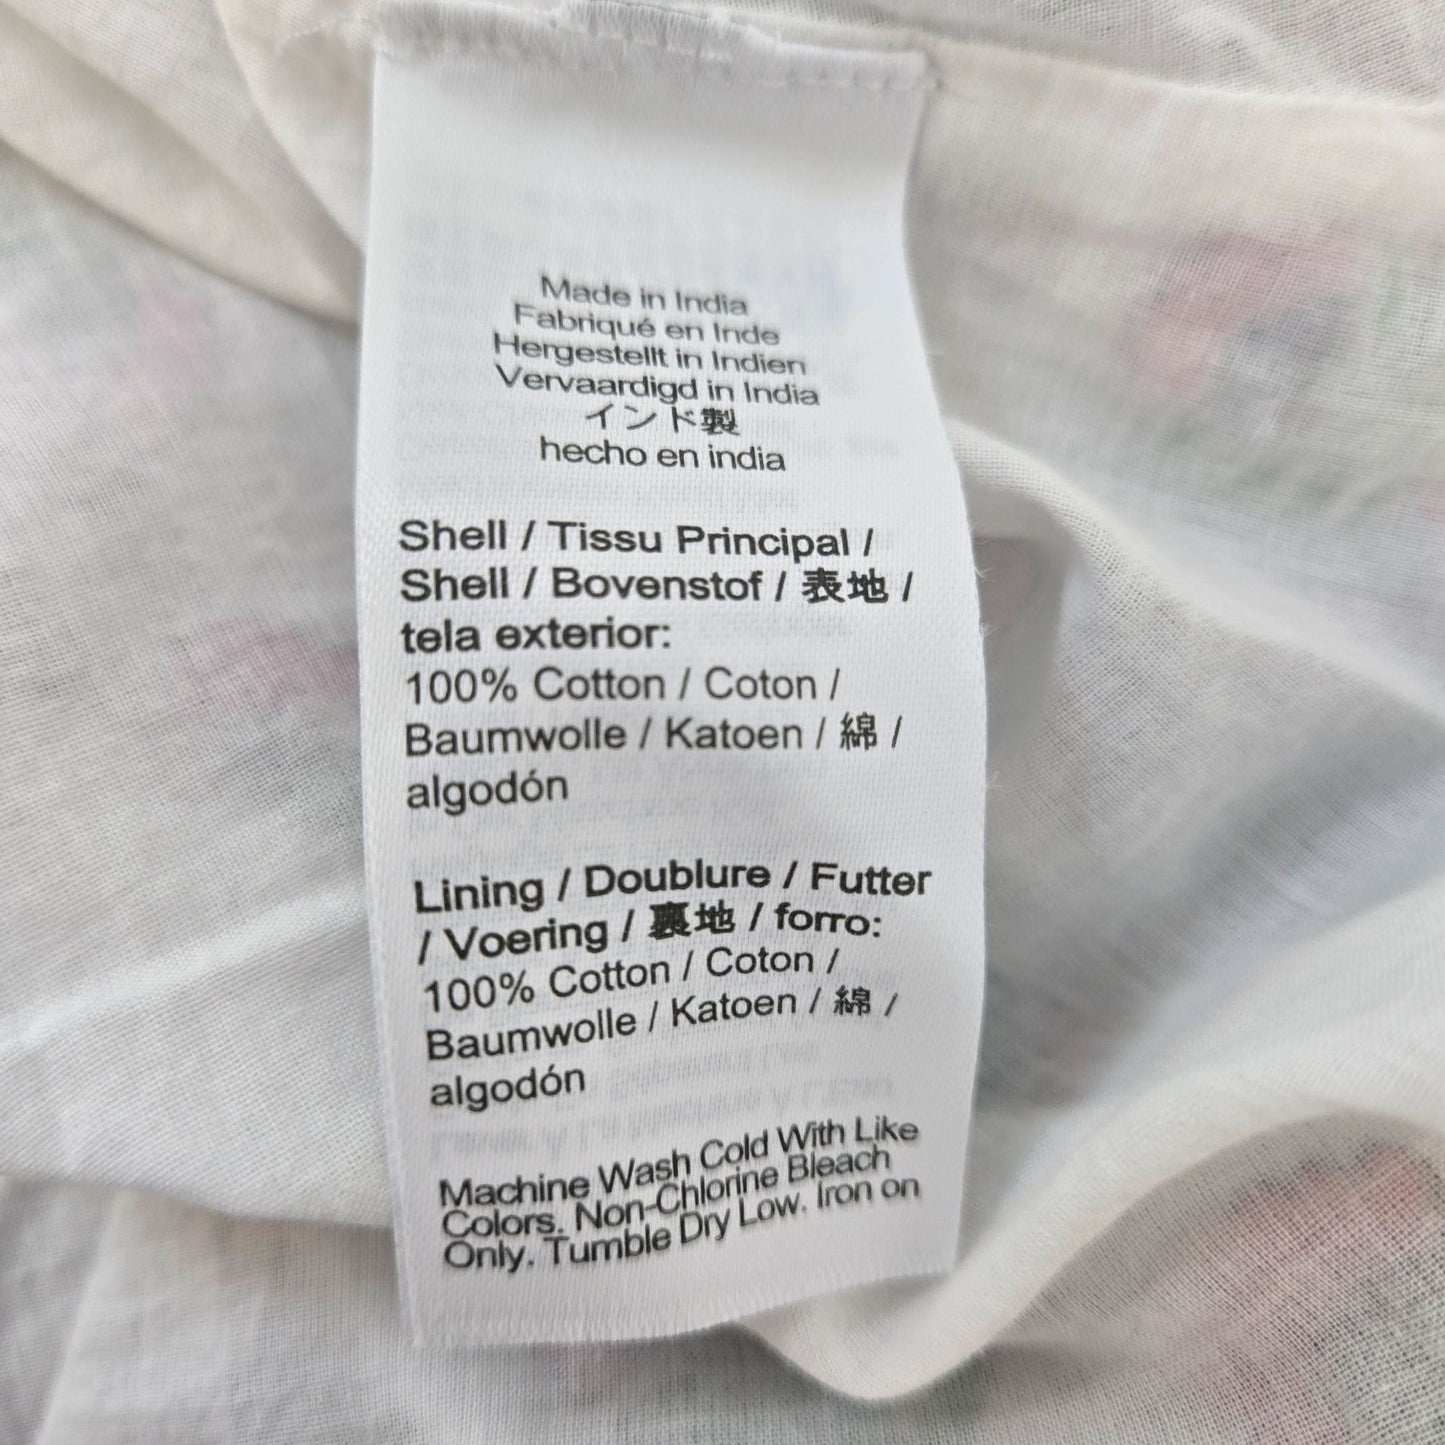 Made in India
Fabriqué en Inde
Hergestellt in Indien
Vervaardigd in India
インド製
hecho en india
Shell / Tissu Principal /
Shell / Bovenstof / 表地 /
tela exterior:
100% Cotton / Coton /
Baumwolle / Katoen / 綿 /
algodón
Lining / Doublure / Futter
/ Voering / 裏地 / forro:
100% Cotton / Coton /
Baumwolle / Katoen / 綿 /
algodón
Machine Wash Cold With Like
Colors. Non-Chlorine Bleach
Only. Tumble Dry Low. Iron on